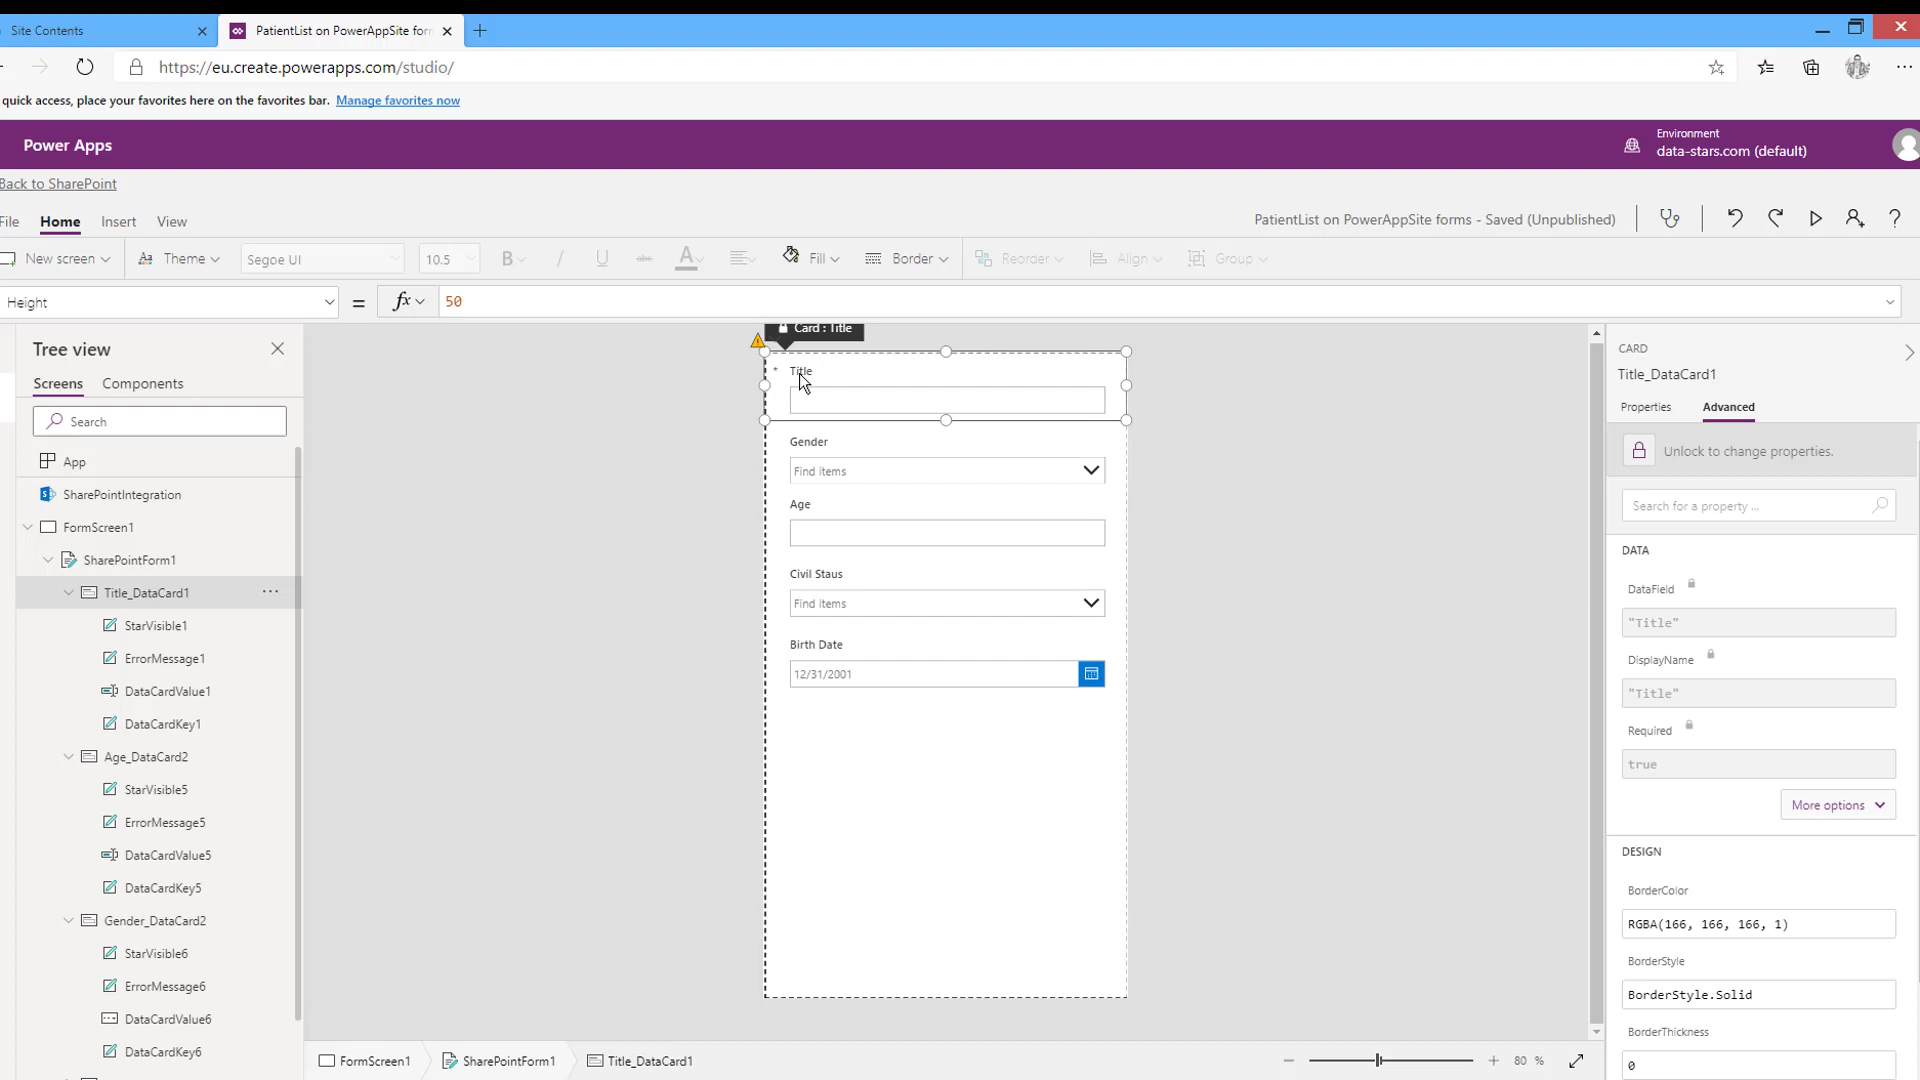 Site Contents
PatientList on PowerAppSite for
https://eu.create.powerapps.com/studio/
quick access, place your favorites here on the favorites bar. Manage favorites now
Power Apps
Environment
data-stars.com (default)
Back to SharePoint
File Home Insert View
PatientList on PowerAppSite forms - Saved (Unpublished)
New screen Theme Segoe UI 10.5 B / U abc A Fill Border Reorder Align Group
Height = fx 50
Tree view
Screens Components
Search
App
SharePointIntegration
FormScreen1
SharePointForm1
Title_DataCard1
StarVisible1
ErrorMessage1
DataCardValue1
DataCardKey1
Age_DataCard2
StarVisible5
ErrorMessage5
DataCardValue5
DataCardKey5
Gender_DataCard2
StarVisible6
ErrorMessage6
DataCardValue6
DataCardKey6
Card : Title
* Title
Gender
Find items
Age
Civil Staus
Find items
Birth Date
12/31/2001
FormScreen1 SharePointForm1 Title_DataCard1
80 %
CARD
Title_DataCard1
Properties Advanced
Unlock to change properties.
Search for a property ...
DATA
DataField
"Title"
DisplayName
"Title"
Required
true
More options
DESIGN
BorderColor
RGBA(166, 166, 166, 1)
BorderStyle
BorderStyle.Solid
BorderThickness
0